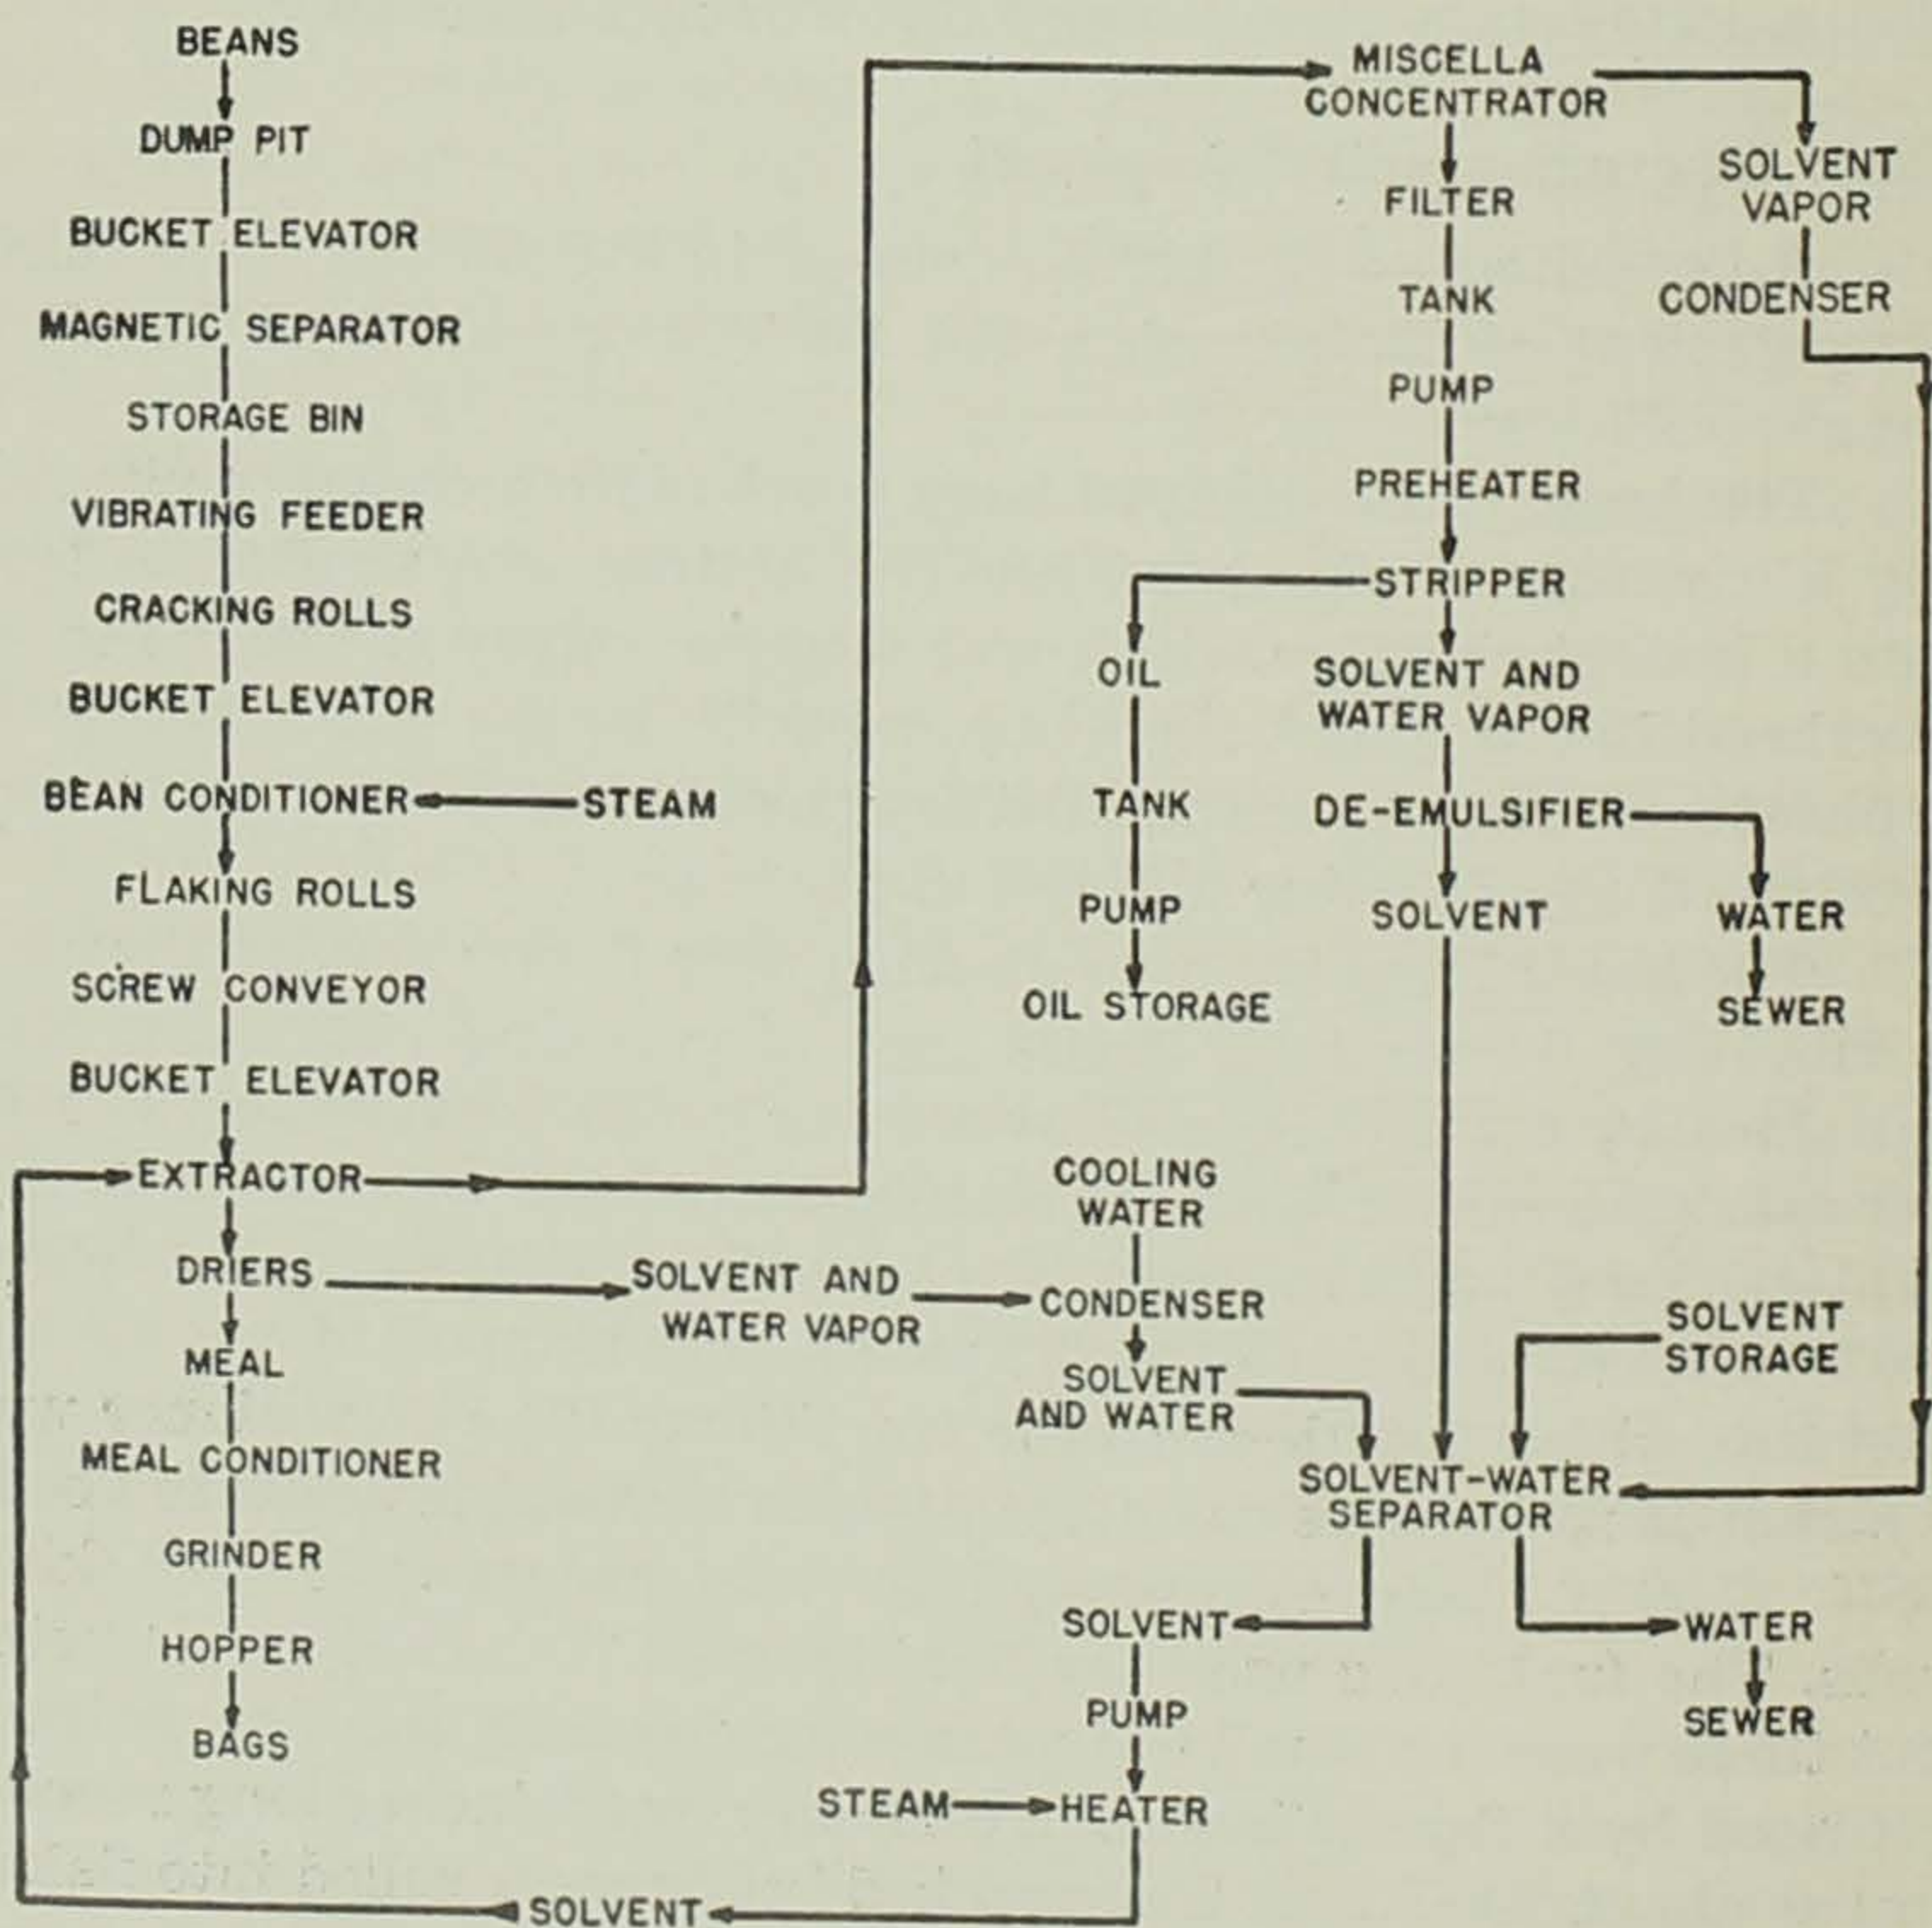 BEANS
DUMP PIT
BUCKET ELEVATOR
MAGNETIC SEPARATOR
STORAGE BIN
VIBRATING FEEDER
CRACKING ROLLS
BUCKET ELEVATOR
BEAN CONDITIONER
STEAM
FLAKING ROLLS
SCREW CONVEYOR
BUCKET ELEVATOR
EXTRACTOR
DRIERS
MEAL
MEAL CONDITIONER
GRINDER
HOPPER
BAGS
SOLVENT AND
WATER VAPOR
COOLING
WATER
CONDENSER
SOLVENT
AND WATER
MISCELLA
CONCENTRATOR
FILTER
TANK
PUMP
PREHEATER
STRIPPER
OIL
TANK
PUMP
OIL STORAGE
SOLVENT AND
WATER VAPOR
DE-EMULSIFIER
SOLVENT
WATER
SEWER
SOLVENT
VAPOR
CONDENSER
SOLVENT
STORAGE
SOLVENT-WATER
SEPARATOR
SOLVENT
PUMP
STEAM
HEATER
SOLVENT
WATER
SEWER